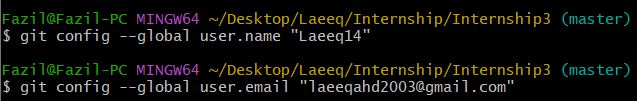 Fazil@Fazil-PC MINGW64 ~/Desktop/Laeeq/Internship/Internship3 (master)
$ git config --global user.name "Laeeq14"
Fazil@Fazil-PC MINGW64 ~/Desktop/Laeeq/Internship/Internship3 (master)
$ git config --global user.email "laeeqahd2003@gmail.com"